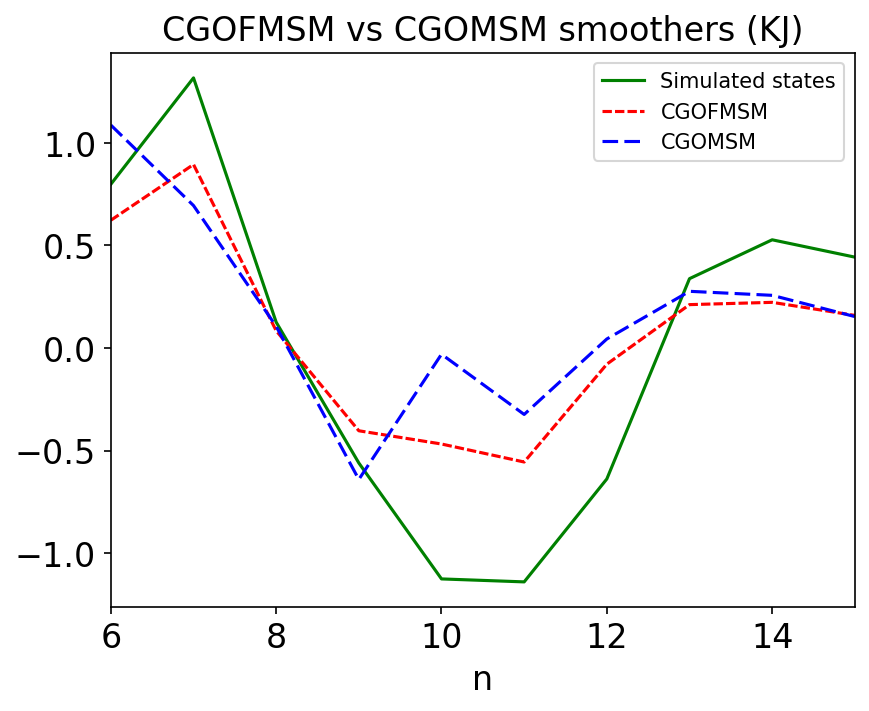 CGOFMSM vs CGOMSM smoothers (KJ)
Simulated states
CGOFMSM
CGOMSM
1.0
0.5
0.0
−0.5
−1.0
6 8 10 12 14
n